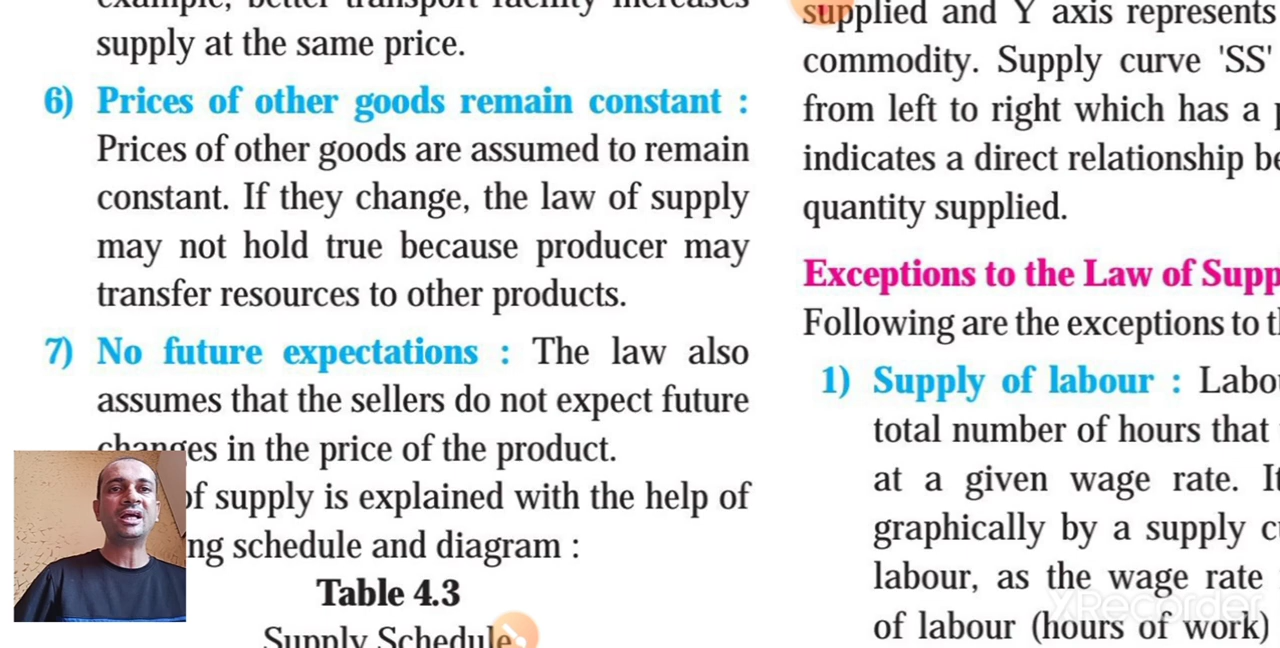 supply at the same price.
6) Prices of other goods remain constant :
Prices of other goods are assumed to remain
constant. If they change, the law of supply
may not hold true because producer may
transfer resources to other products.
7) No future expectations : The law also
assumes that the sellers do not expect future
changes in the price of the product.
of supply is explained with the help of
schedule and diagram :
Table 4.3
Supply Schedule
supplied and Y axis represents
commodity. Supply curve 'SS'
from left to right which has a
indicates a direct relationship
quantity supplied.
Exceptions to the Law of
Following are the exceptions to
1) Supply of labour :
total number of hours that
at a given wage rate.
graphically by a supply
labour, as the wage rate
of labour (hours of work)
XRecorder